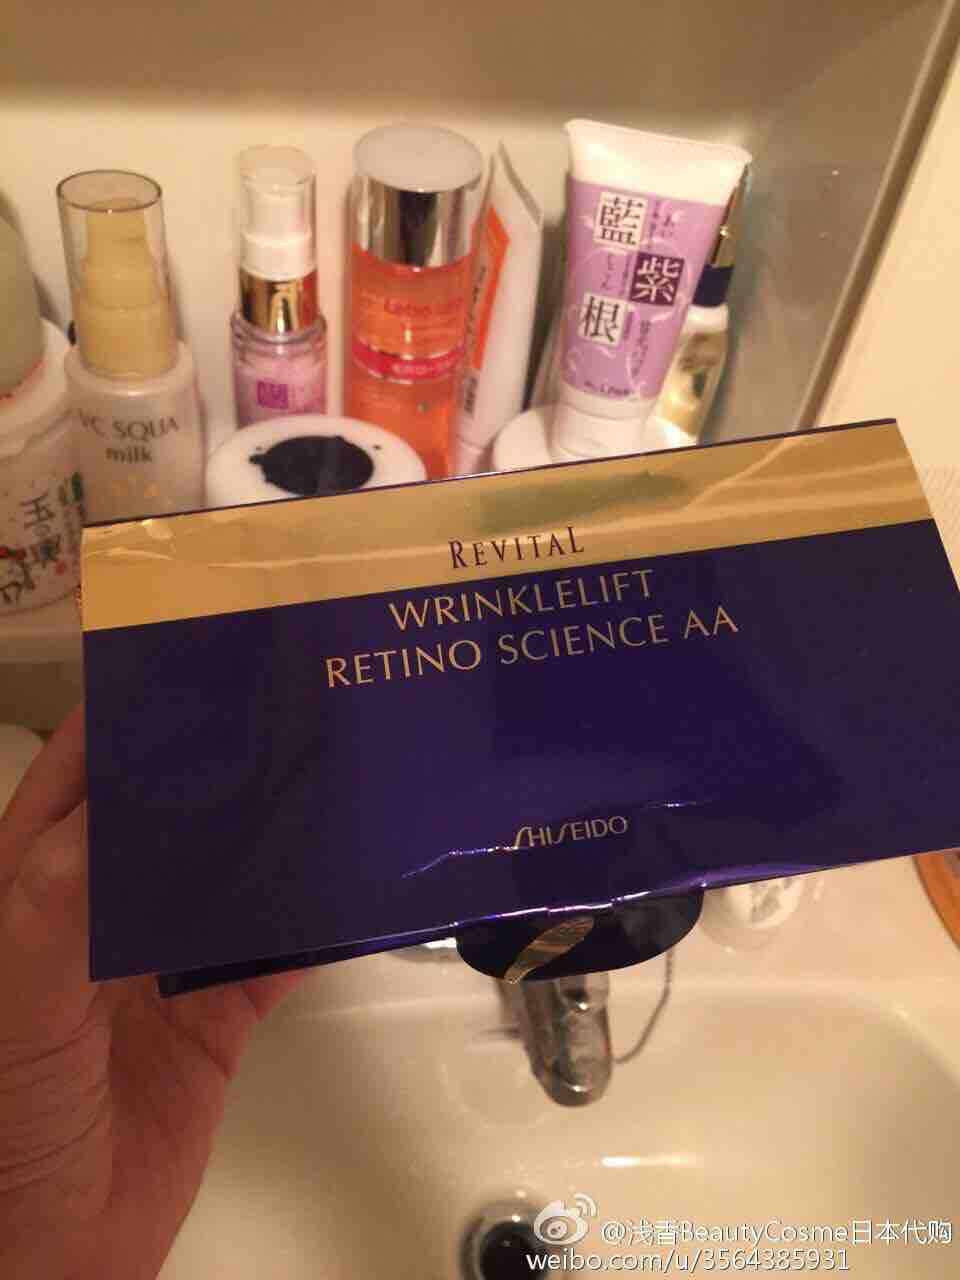 藍
紫
根
VC SQUA
milk
REVITAL
WRINKLELIFT
RETINO SCIENCE AA
SHISEIDO
@浅香BeautyCosme日本代购
weibo.com/u/3564385931